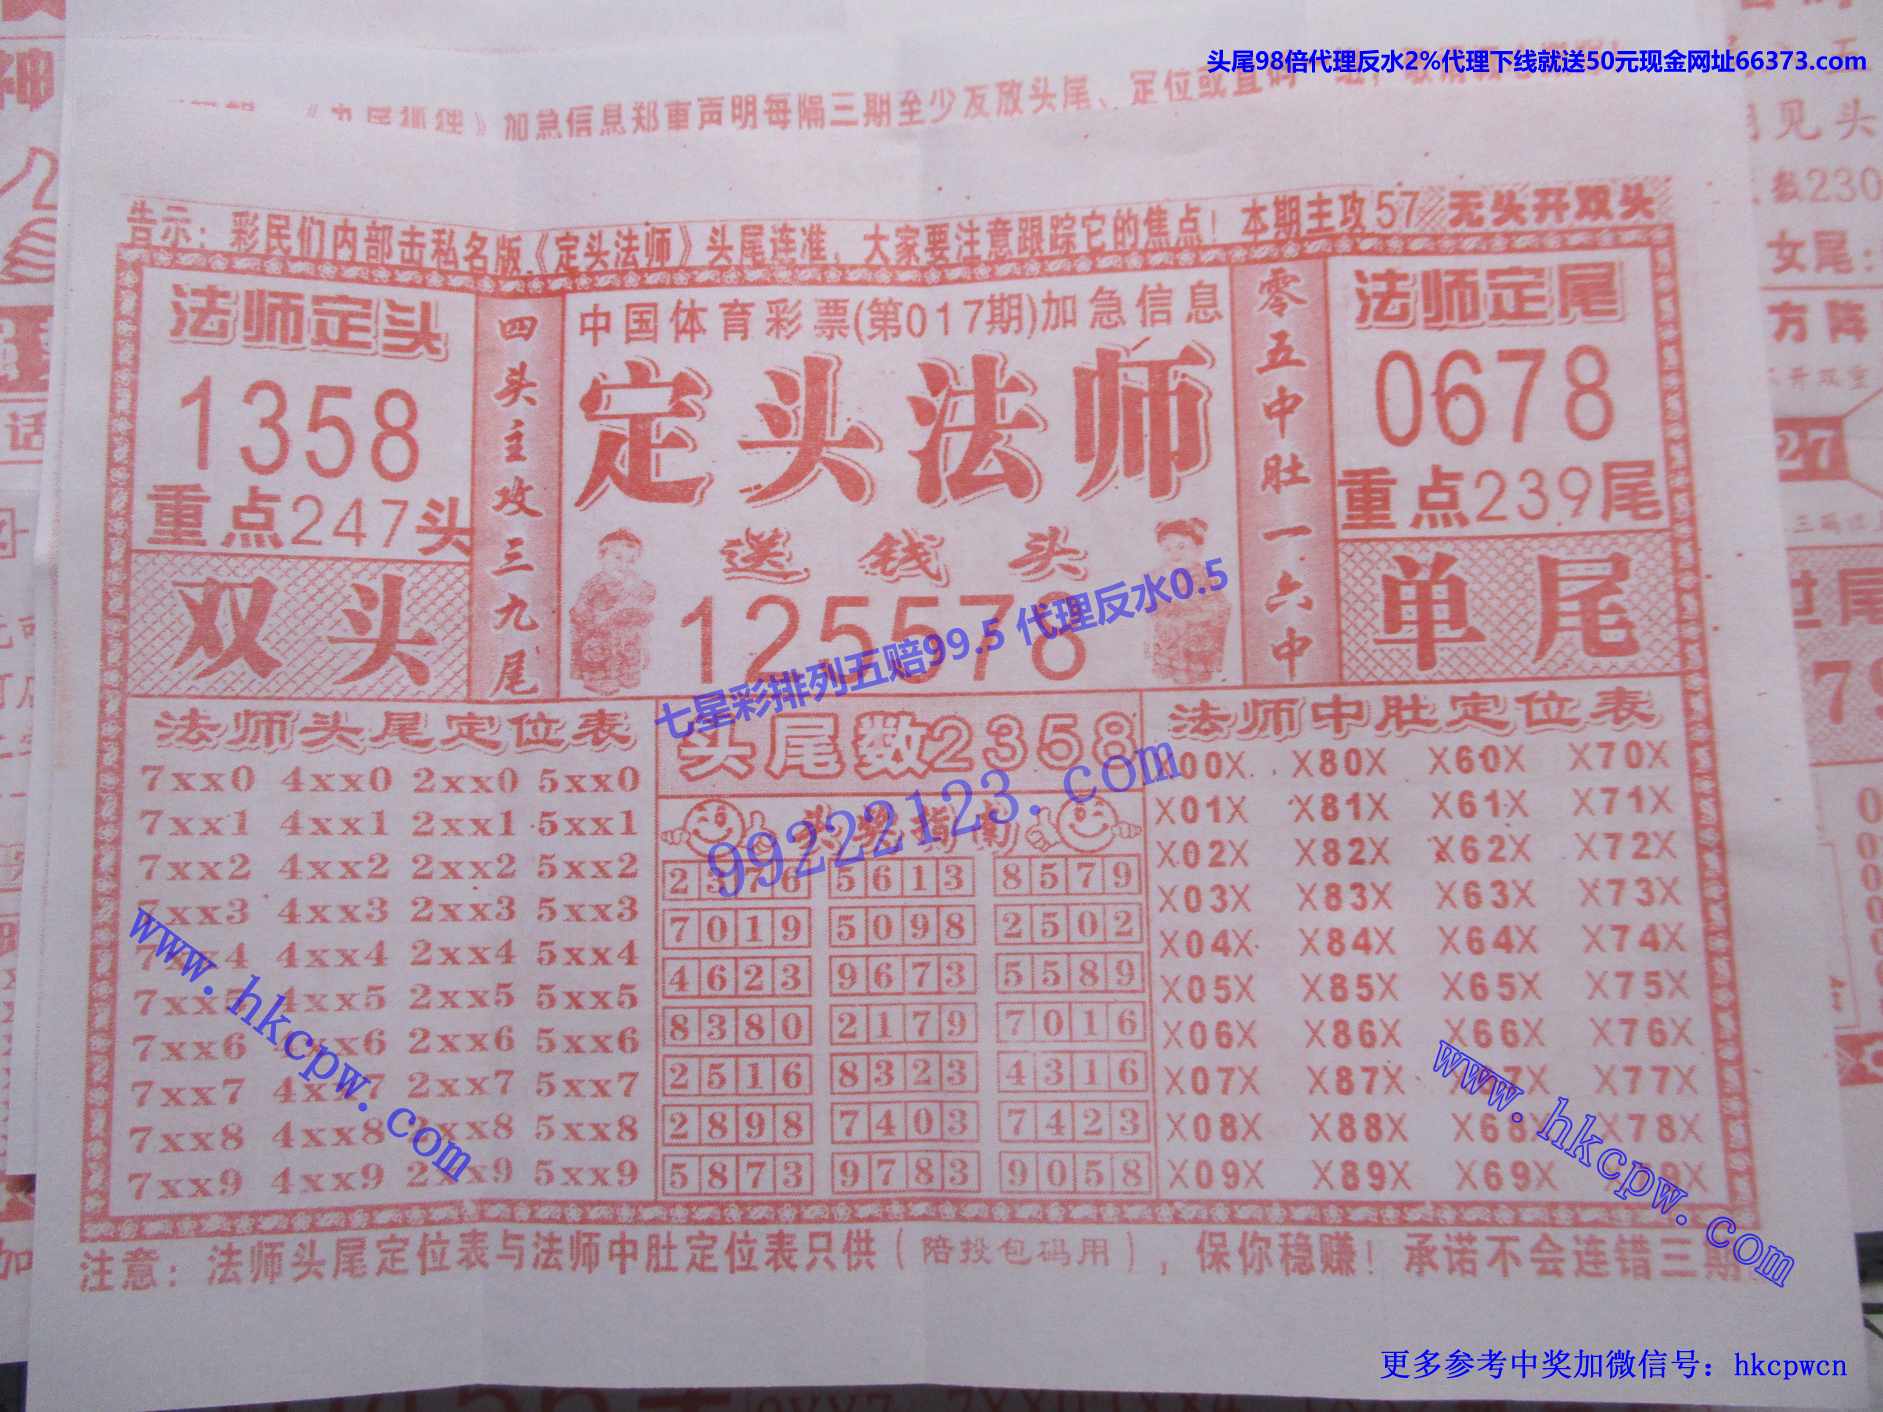 头尾98倍代理反水2%代理下线就送50元现金网址66373.com
加急信息郑重声明每隔三期至少发放头尾、定位或直码一
告示：彩民们内部击私名版《定头法师》头尾连准，大家要注意跟踪它的焦点！本期主攻57 无头开双头
法师定头
1358
重点247头
双头
四头主攻三九尾
中国体育彩票(第017期)加急信息
定头法师
送钱头
125578
零五中肚一六中
法师定尾
0678
重点239尾
单尾
七星彩排列五赔99.5 代理反水0.5
99222123.com
法师头尾定位表
7xx0 4xx0 2xx0 5xx0
7xx1 4xx1 2xx1 5xx1
7xx2 4xx2 2xx2 5xx2
7xx3 4xx3 2xx3 5xx3
7xx4 4xx4 2xx4 5xx4
7xx5 4xx5 2xx5 5xx5
7xx6 4xx6 2xx6 5xx6
7xx7 4xx7 2xx7 5xx7
7xx8 4xx8 2xx8 5xx8
7xx9 4xx9 2xx9 5xx9
头尾数2358
头奖指南
2376 5613 8579
7019 5098 2502
4623 9673 5589
8380 2179 7016
2516 8323 4316
2898 7403 7423
5873 9783 9058
法师中肚定位表
X00X X80X X60X X70X
X01X X81X X61X X71X
X02X X82X X62X X72X
X03X X83X X63X X73X
X04X X84X X64X X74X
X05X X85X X65X X75X
X06X X86X X66X X76X
X07X X87X X67X X77X
X08X X88X X68X X78X
X09X X89X X69X X79X
www.hkcpw.com
www.hkcpw.com
注意：法师头尾定位表与法师中肚定位表只供（陪投包码用），保你稳赚！承诺不会连错三期
更多参考中奖加微信号：hkcpwcn